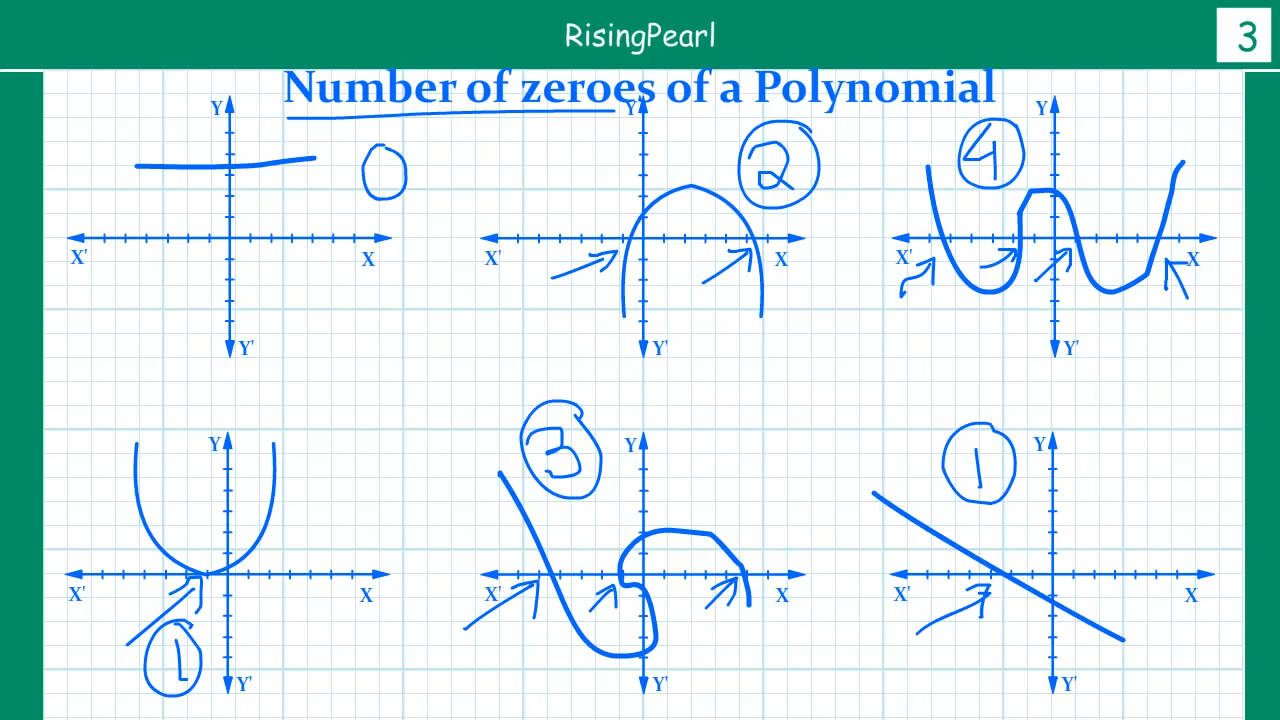 RisingPearl
3
Number of zeroes of a Polynomial
Y
0
X'
X
Y'
Y
2
X'
X
Y'
Y
4
X'
X
Y'
Y
X'
X
1
Y'
Y
3
X'
X
Y'
Y
1
X'
X
Y'